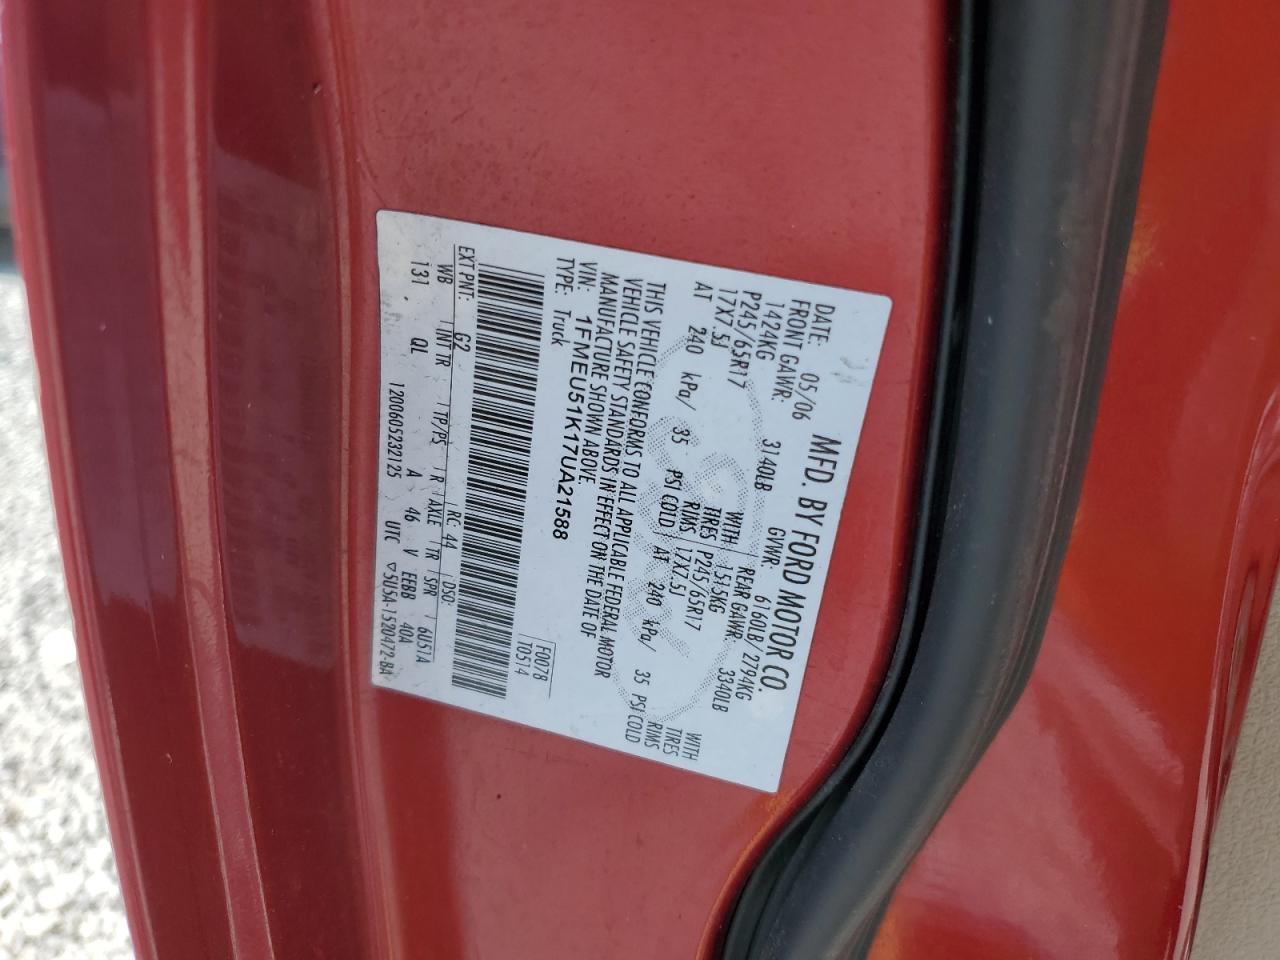 MFD. BY FORD MOTOR CO.
DATE: 05/06 GVWR: 6160LB/ 2794KG
FRONT GAWR: 3140LB REAR GAWR: 3340LB
1424KG WITH 1515KG WITH
P245/65R17 TIRES P245/65R17 TIRES
17X7.5J RIMS 17X7.5J RIMS
AT 240 kPa/ 35 PSI COLD AT 240 kPa/ 35 PSI COLD
THIS VEHICLE CONFORMS TO ALL APPLICABLE FEDERAL MOTOR
VEHICLE SAFETY STANDARDS IN EFFECT ON THE DATE OF
MANUFACTURE SHOWN ABOVE.
VIN: 1FMEU51K17UA21588
TYPE: Truck
F0078
T0514
EXT PNT: G2 RC: 44 DSO:
WB INT TR TP/PS R AXLE TR SPR 6U51A
131 QL A 46 V EEBB 40A
120060523212​5 UTC ▽5U5A-1520472-BA